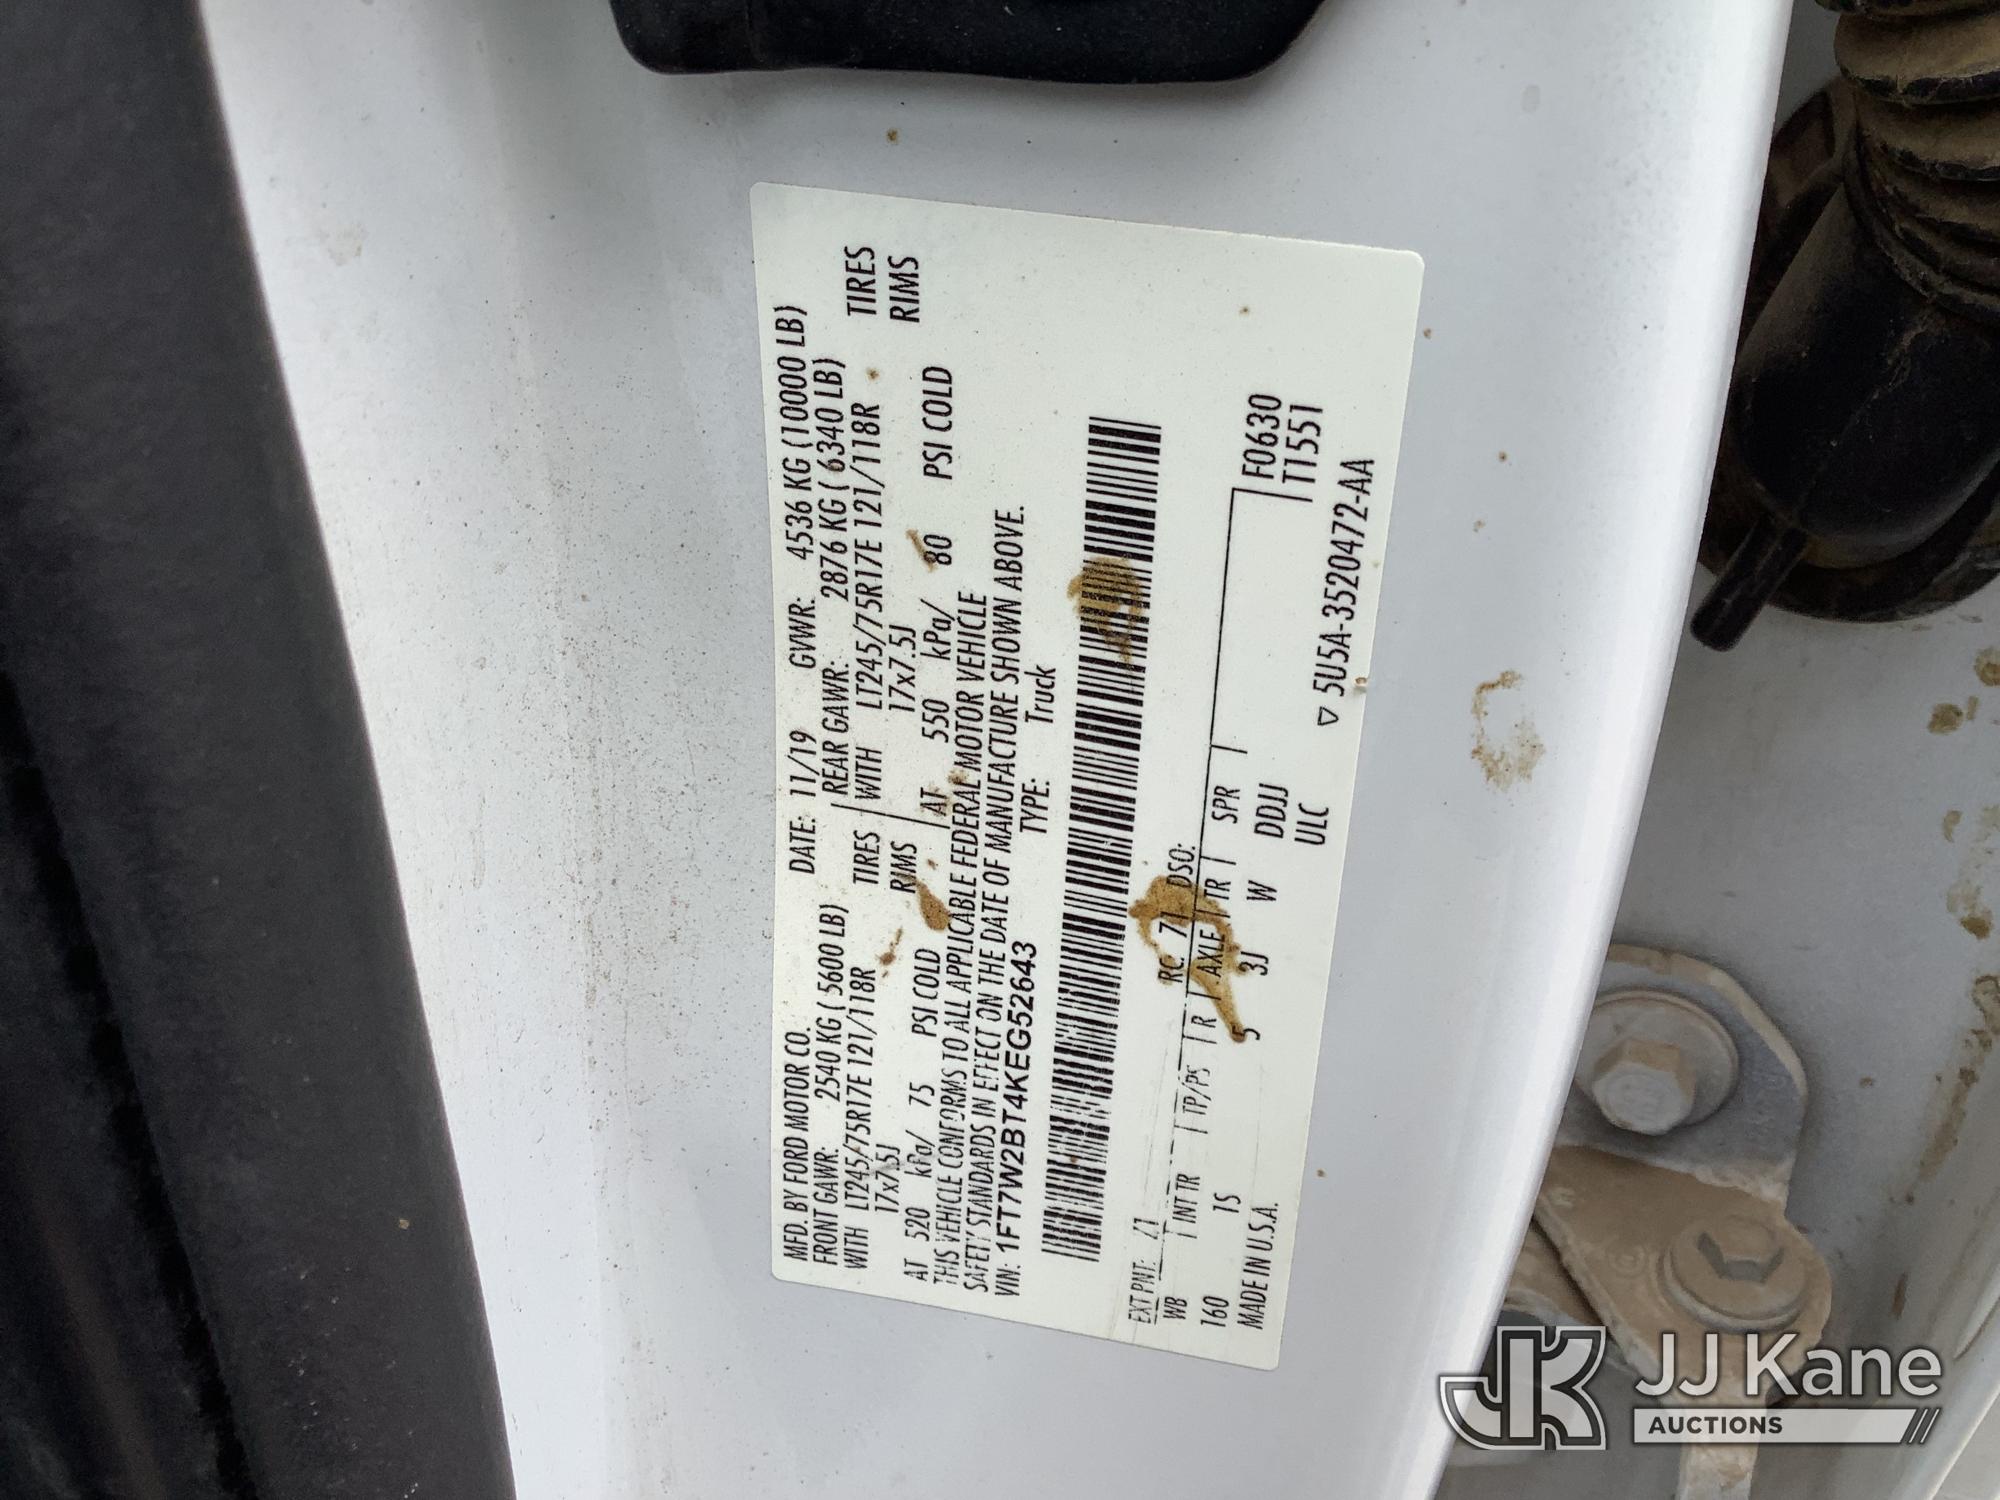 MFD. BY FORD MOTOR CO. DATE: 11/19 GVWR: 4536 KG (10000 LB)
FRONT GAWR: 2540 KG ( 5600 LB) REAR GAWR: 2876 KG ( 6340 LB)
WITH LT245/75R17E 121/118R TIRES WITH LT245/75R17E 121/118R TIRES
17x7.5J RIMS 17x7.5J RIMS
AT 520 kPa/ 75 PSI COLD AT 550 kPa/ 80 PSI COLD
THIS VEHICLE CONFORMS TO ALL APPLICABLE FEDERAL MOTOR VEHICLE
SAFETY STANDARDS IN EFFECT ON THE DATE OF MANUFACTURE SHOWN ABOVE.
VIN: 1FT7W2BT4KEG52643 TYPE: Truck
EXT PNT: Z1 RC: 71 DSO:
WB INT TR TP/PS R AXLE TR SPR F0630
160 1S 5 3J W DDJJ T1551
MADE IN U.S.A. ULC
▽ 5U5A-3520472-AA
JK
JJ Kane
AUCTIONS